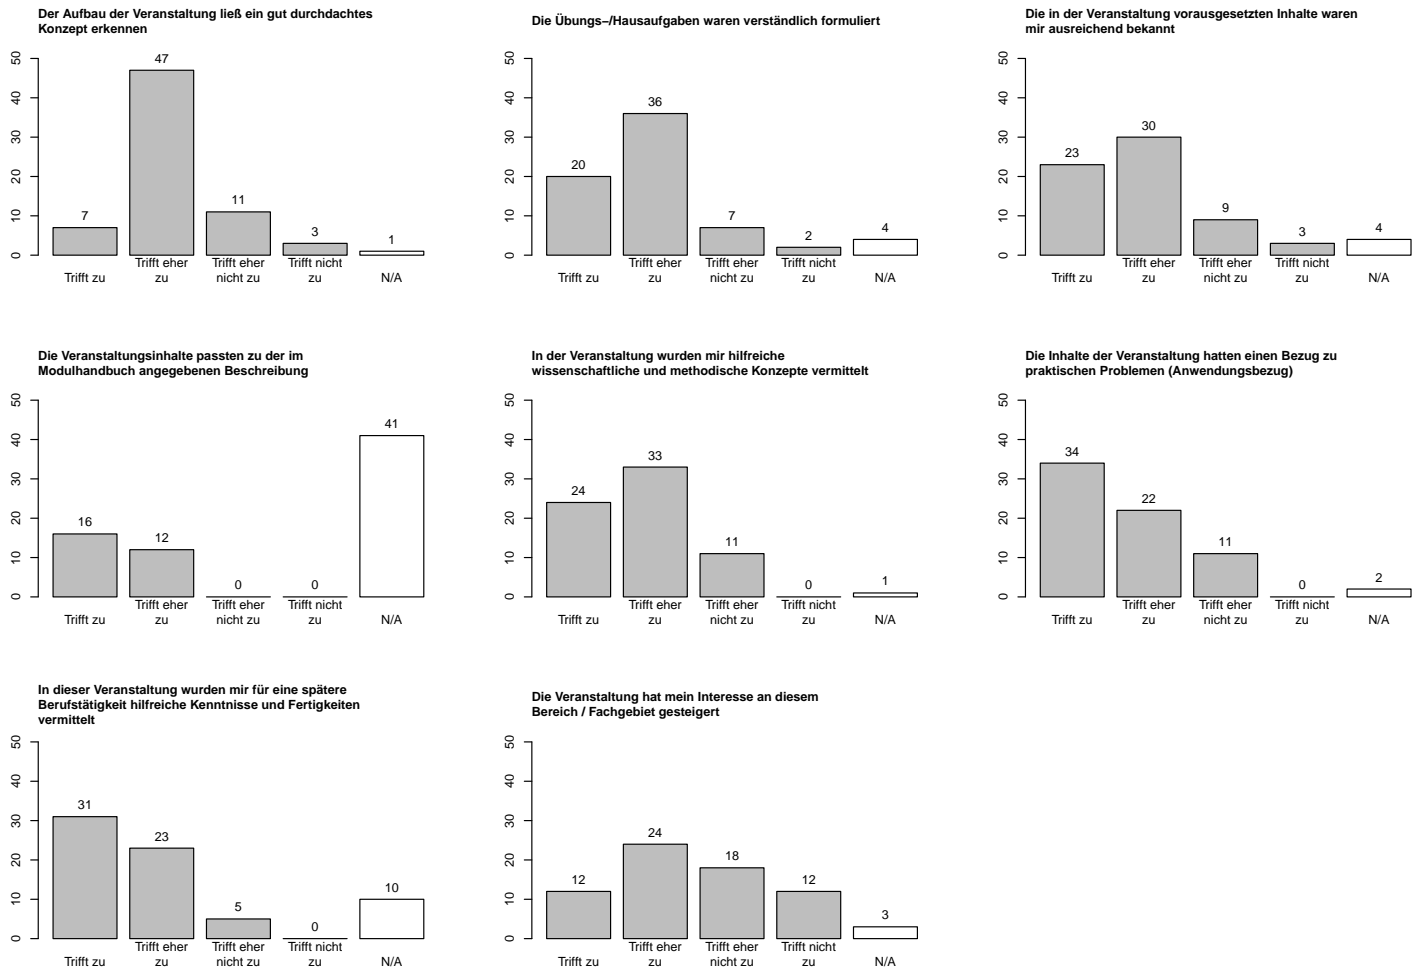 Der Aufbau der Veranstaltung ließ ein gut durchdachtes
Konzept erkennen
50
40
30
20
10
0
7
47
11
3
1
Trifft zu
Trifft eher
zu
Trifft eher
nicht zu
Trifft nicht
zu
N/A
Die Übungs−/Hausaufgaben waren verständlich formuliert
50
40
30
20
10
0
20
36
7
2
4
Trifft zu
Trifft eher
zu
Trifft eher
nicht zu
Trifft nicht
zu
N/A
Die in der Veranstaltung vorausgesetzten Inhalte waren
mir ausreichend bekannt
50
40
30
20
10
0
23
30
9
3
4
Trifft zu
Trifft eher
zu
Trifft eher
nicht zu
Trifft nicht
zu
N/A
Die Veranstaltungsinhalte passten zu der im
Modulhandbuch angegebenen Beschreibung
50
40
30
20
10
0
16
12
0
0
41
Trifft zu
Trifft eher
zu
Trifft eher
nicht zu
Trifft nicht
zu
N/A
In der Veranstaltung wurden mir hilfreiche
wissenschaftliche und methodische Konzepte vermittelt
50
40
30
20
10
0
24
33
11
0
1
Trifft zu
Trifft eher
zu
Trifft eher
nicht zu
Trifft nicht
zu
N/A
Die Inhalte der Veranstaltung hatten einen Bezug zu
praktischen Problemen (Anwendungsbezug)
50
40
30
20
10
0
34
22
11
0
2
Trifft zu
Trifft eher
zu
Trifft eher
nicht zu
Trifft nicht
zu
N/A
In dieser Veranstaltung wurden mir für eine spätere
Berufstätigkeit hilfreiche Kenntnisse und Fertigkeiten
vermittelt
50
40
30
20
10
0
31
23
5
0
10
Trifft zu
Trifft eher
zu
Trifft eher
nicht zu
Trifft nicht
zu
N/A
Die Veranstaltung hat mein Interesse an diesem
Bereich / Fachgebiet gesteigert
50
40
30
20
10
0
12
24
18
12
3
Trifft zu
Trifft eher
zu
Trifft eher
nicht zu
Trifft nicht
zu
N/A